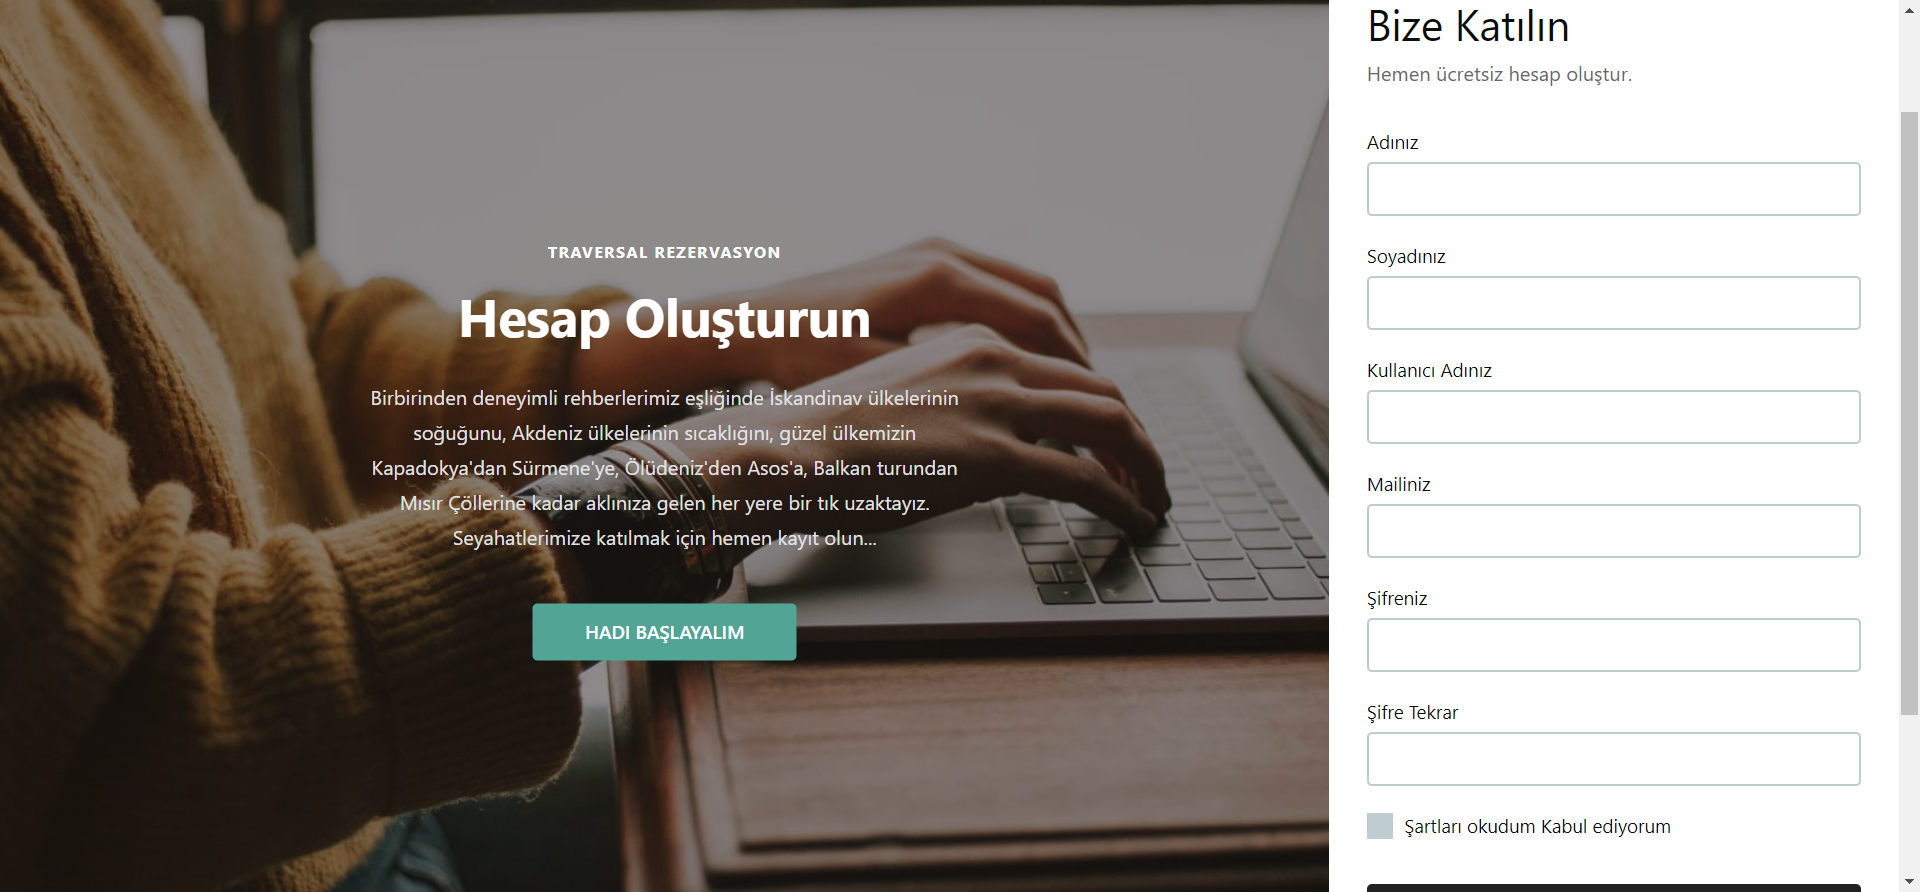 TRAVERSAL REZERVASYON
Hesap Oluşturun
Birbirinden deneyimli rehberlerimiz eşliğinde İskandinav ülkelerinin
soğuğunu, Akdeniz ülkelerinin sıcaklığını, güzel ülkemizin
Kapadokya'dan Sürmene'ye, Ölüdeniz'den Asos'a, Balkan turundan
Mısır Çöllerine kadar aklınıza gelen her yere bir tık uzaktayız.
Seyahatlerimize katılmak için hemen kayıt olun...
HADI BAŞLAYALIM
Bize Katılın
Hemen ücretsiz hesap oluştur.
Adınız
Soyadınız
Kullanıcı Adınız
Mailiniz
Şifreniz
Şifre Tekrar
Şartları okudum Kabul ediyorum